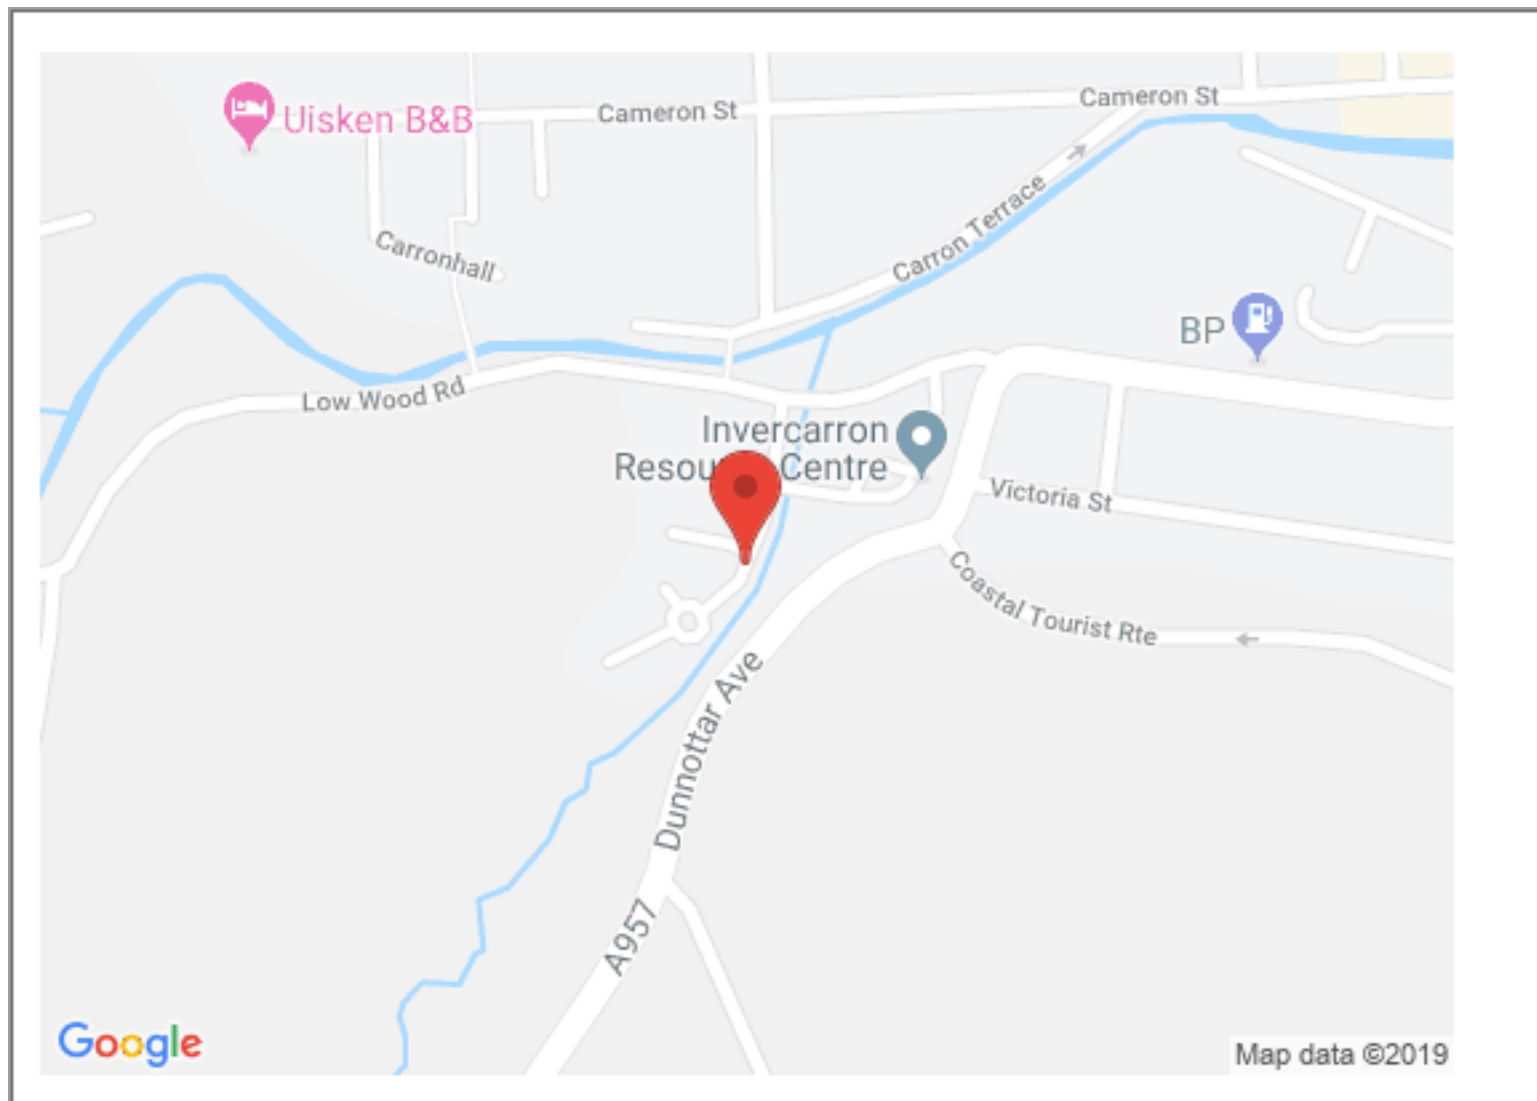 Uisken B&B
Cameron St
Cameron St
Carronhall
Carron Terrace
BP
Low Wood Rd
Invercarron
Centre
Victoria St
Coastal Tourist Rte
Dunnottar Ave
A957
Google
Map data ©2019